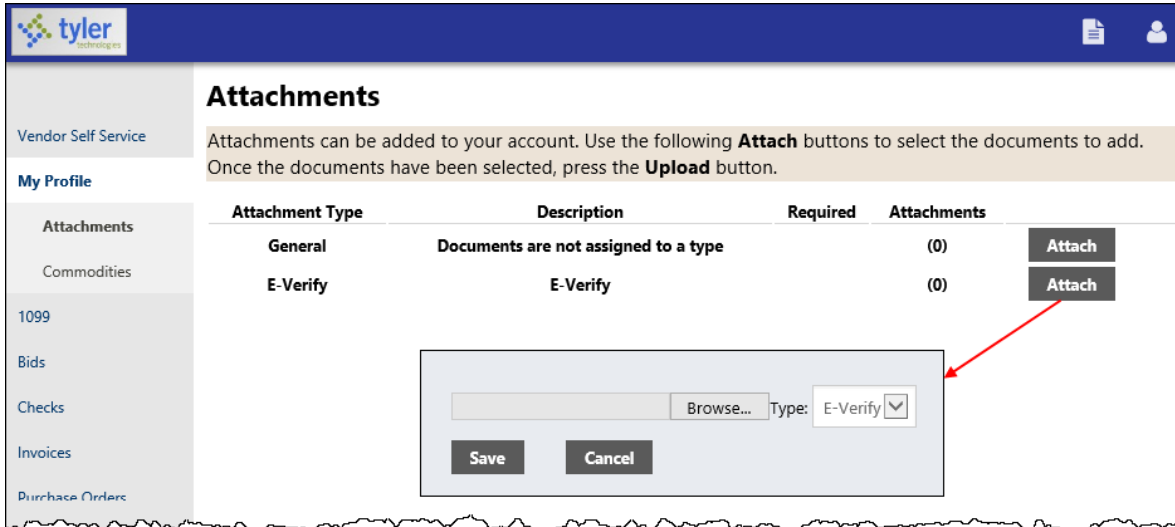 tyler
technologies
Vendor Self Service
My Profile
Attachments
Commodities
1099
Bids
Checks
Invoices
Purchase Orders
Attachments
Attachments can be added to your account. Use the following Attach buttons to select the documents to add.
Once the documents have been selected, press the Upload button.
Attachment Type Description Required Attachments
General Documents are not assigned to a type (0) Attach
E-Verify E-Verify (0) Attach
Browse... Type: E-Verify
Save Cancel